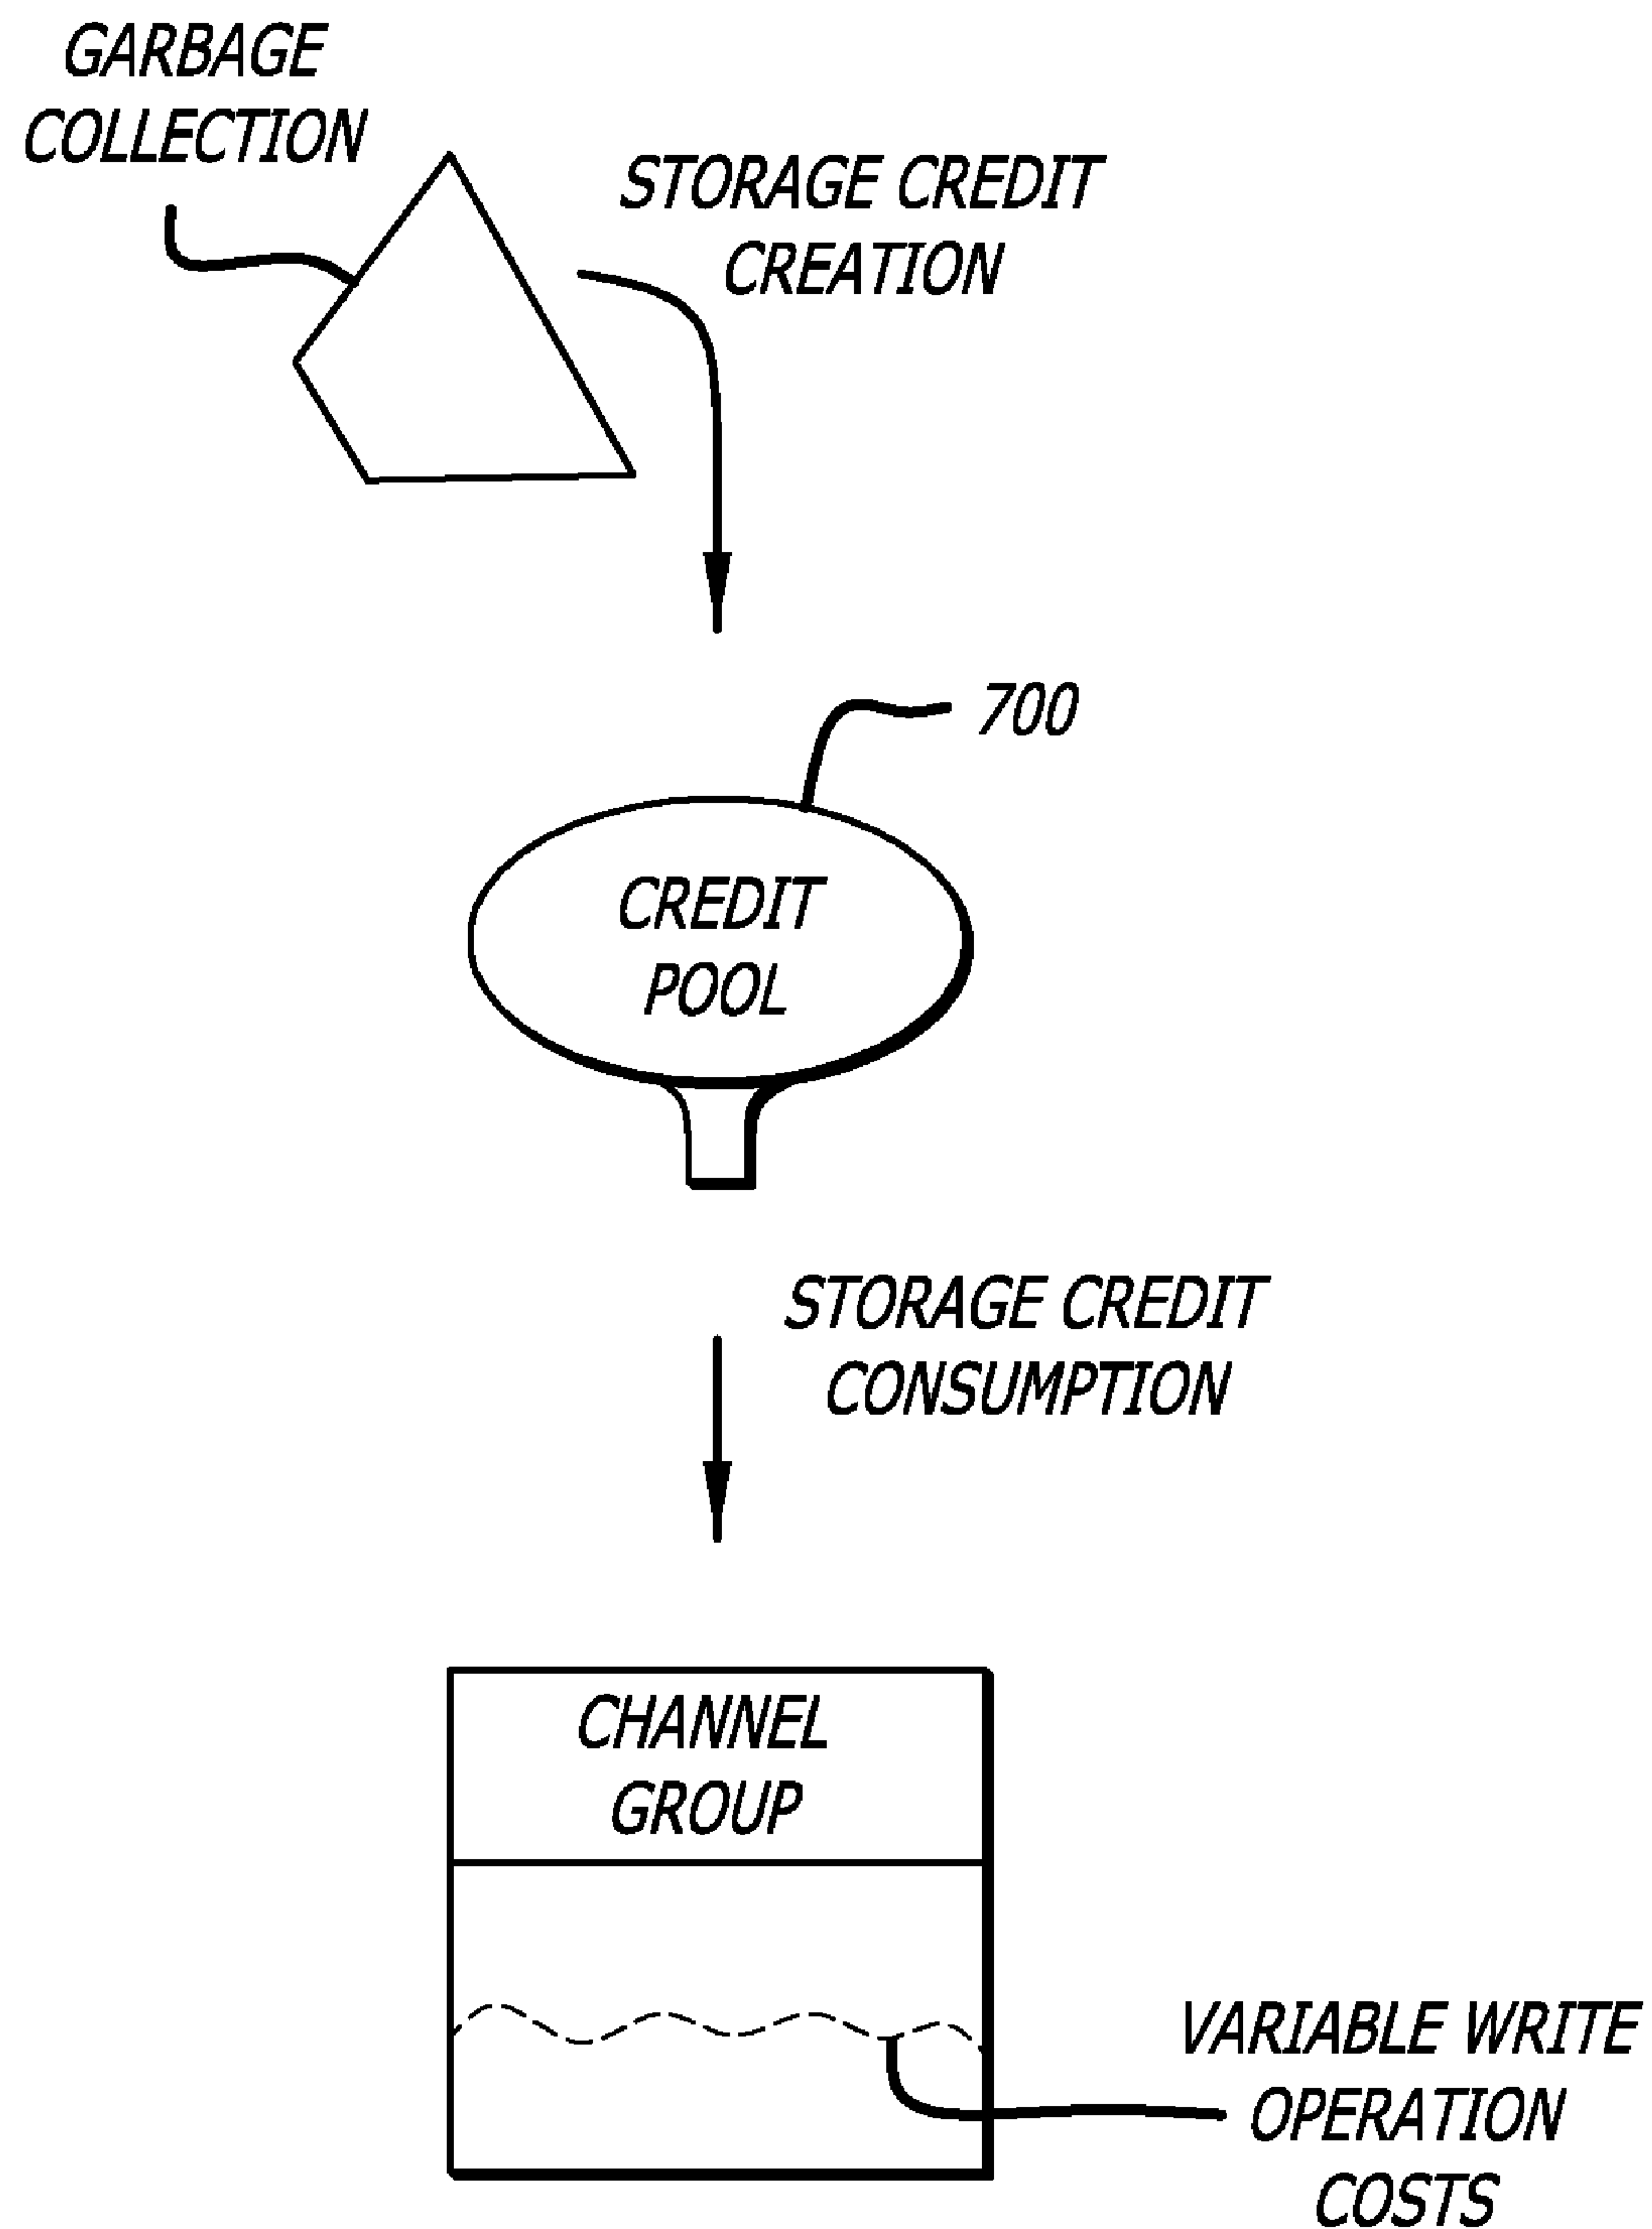 GARBAGE
COLLECTION
STORAGE CREDIT
CREATION
700
CREDIT
POOL
STORAGE CREDIT
CONSUMPTION
CHANNEL
GROUP
VARIABLE WRITE
OPERATION
COSTS